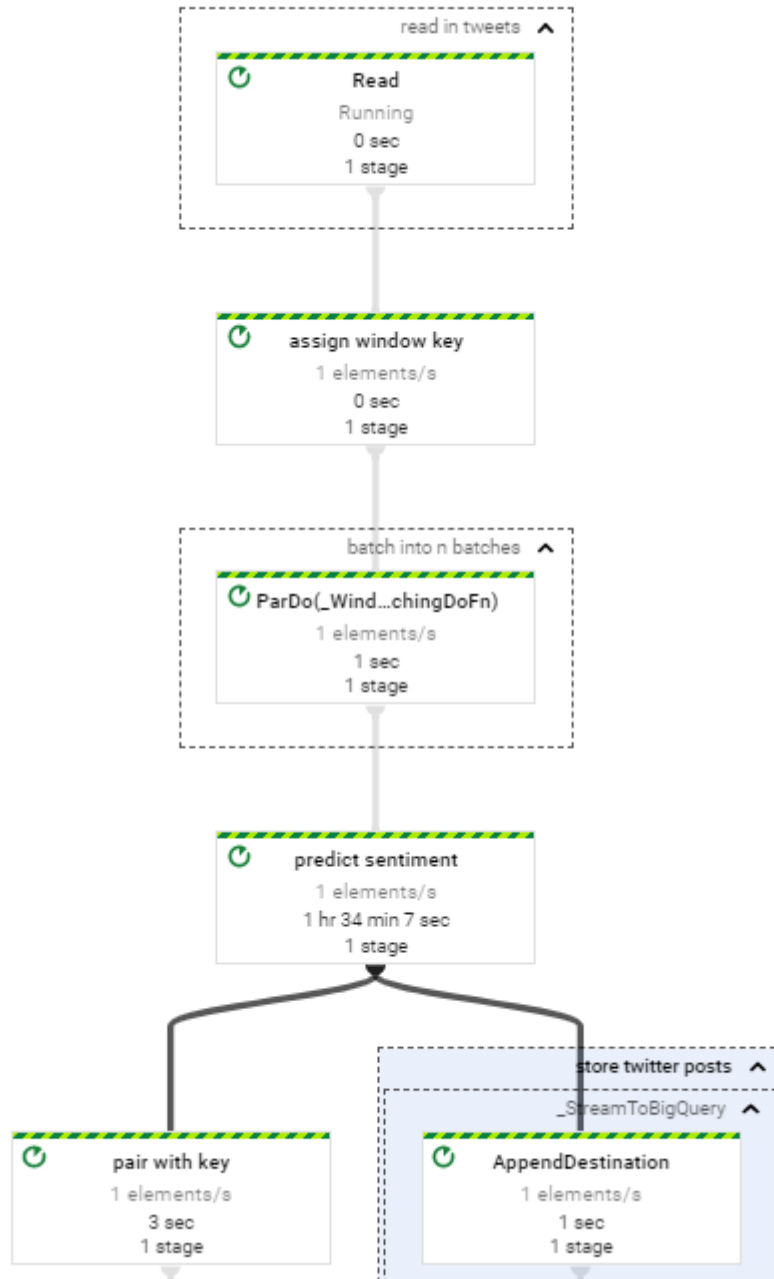 read in tweets
Read
Running
0 sec
1 stage
assign window key
1 elements/s
0 sec
1 stage
batch into n batches
ParDo(_Wind...chingDoFn)
1 elements/s
1 sec
1 stage
predict sentiment
1 elements/s
1 hr 34 min 7 sec
1 stage
store twitter posts
_StreamToBigQuery
pair with key
1 elements/s
3 sec
1 stage
AppendDestination
1 elements/s
1 sec
1 stage